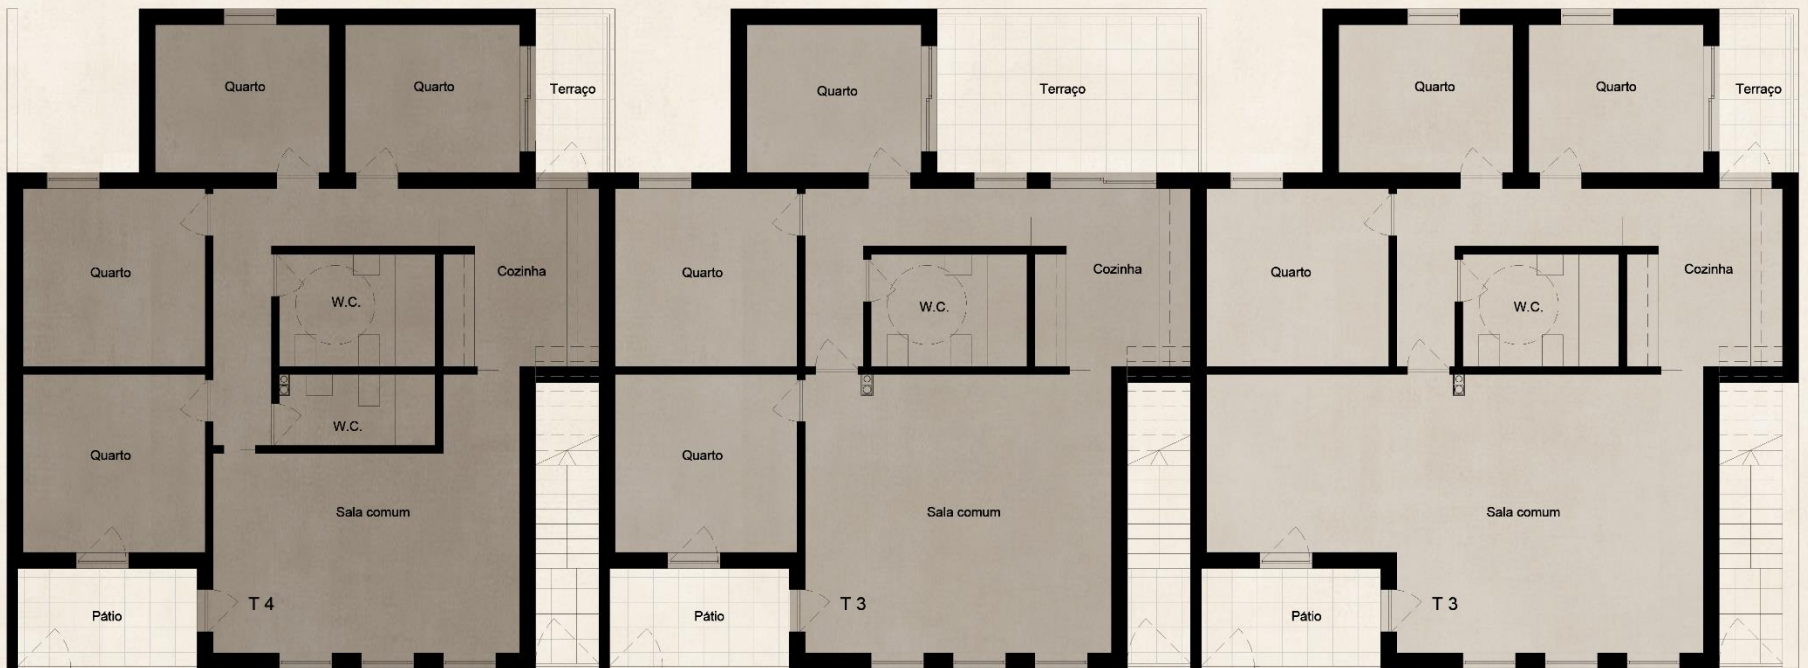 Quarto
Quarto
Terraço
Quarto
Cozinha
W.C.
W.C.
Quarto
Sala comum
Pátio
T 4
Quarto
Terraço
Quarto
Cozinha
W.C.
Quarto
Sala comum
Pátio
T 3
Quarto
Quarto
Terraço
Quarto
Cozinha
W.C.
Sala comum
Pátio
T 3